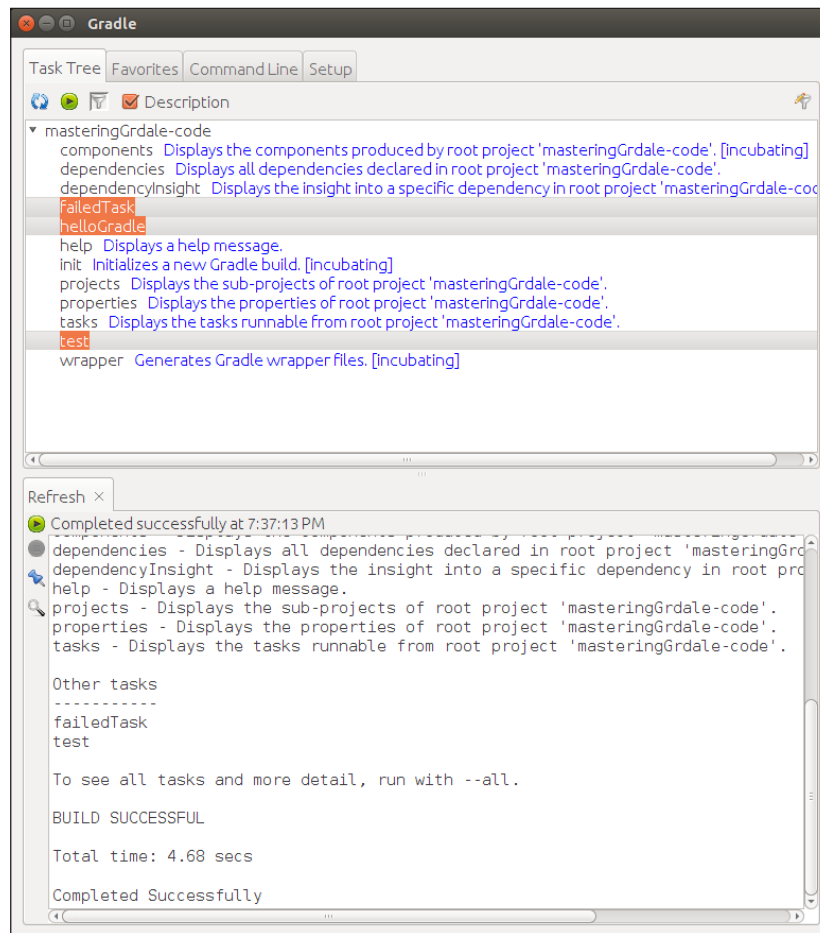 Gradle
Task Tree Favorites Command Line Setup
Description
masteringGrdale-code
components Displays the components produced by root project 'masteringGrdale-code'. [incubating]
dependencies Displays all dependencies declared in root project 'masteringGrdale-code'.
dependencyInsight Displays the insight into a specific dependency in root project 'masteringGrdale-cod
failedTask
helloGradle
help Displays a help message.
init Initializes a new Gradle build. [incubating]
projects Displays the sub-projects of root project 'masteringGrdale-code'.
properties Displays the properties of root project 'masteringGrdale-code'.
tasks Displays the tasks runnable from root project 'masteringGrdale-code'.
test
wrapper Generates Gradle wrapper files. [incubating]
Refresh ×
Completed successfully at 7:37:13 PM
dependencies - Displays all dependencies declared in root project 'masteringGrd
dependencyInsight - Displays the insight into a specific dependency in root pro
help - Displays a help message.
projects - Displays the sub-projects of root project 'masteringGrdale-code'.
properties - Displays the properties of root project 'masteringGrdale-code'.
tasks - Displays the tasks runnable from root project 'masteringGrdale-code'.
Other tasks
-----------
failedTask
test
To see all tasks and more detail, run with --all.
BUILD SUCCESSFUL
Total time: 4.68 secs
Completed Successfully